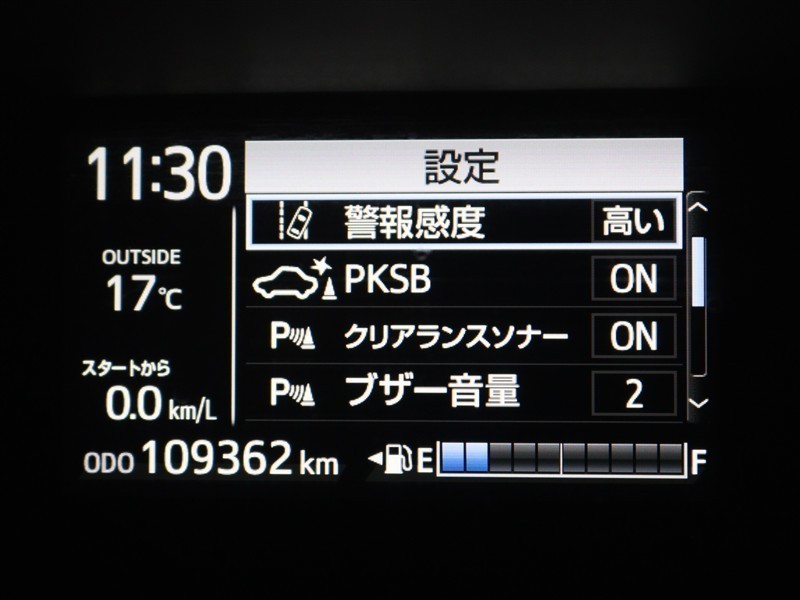 11:30
設定
警報感度 高い
OUTSIDE
17℃
PKSB ON
P クリアランスソナー ON
スタートから
0.0 km/L
P ブザー音量 2
ODO 109362 km E F